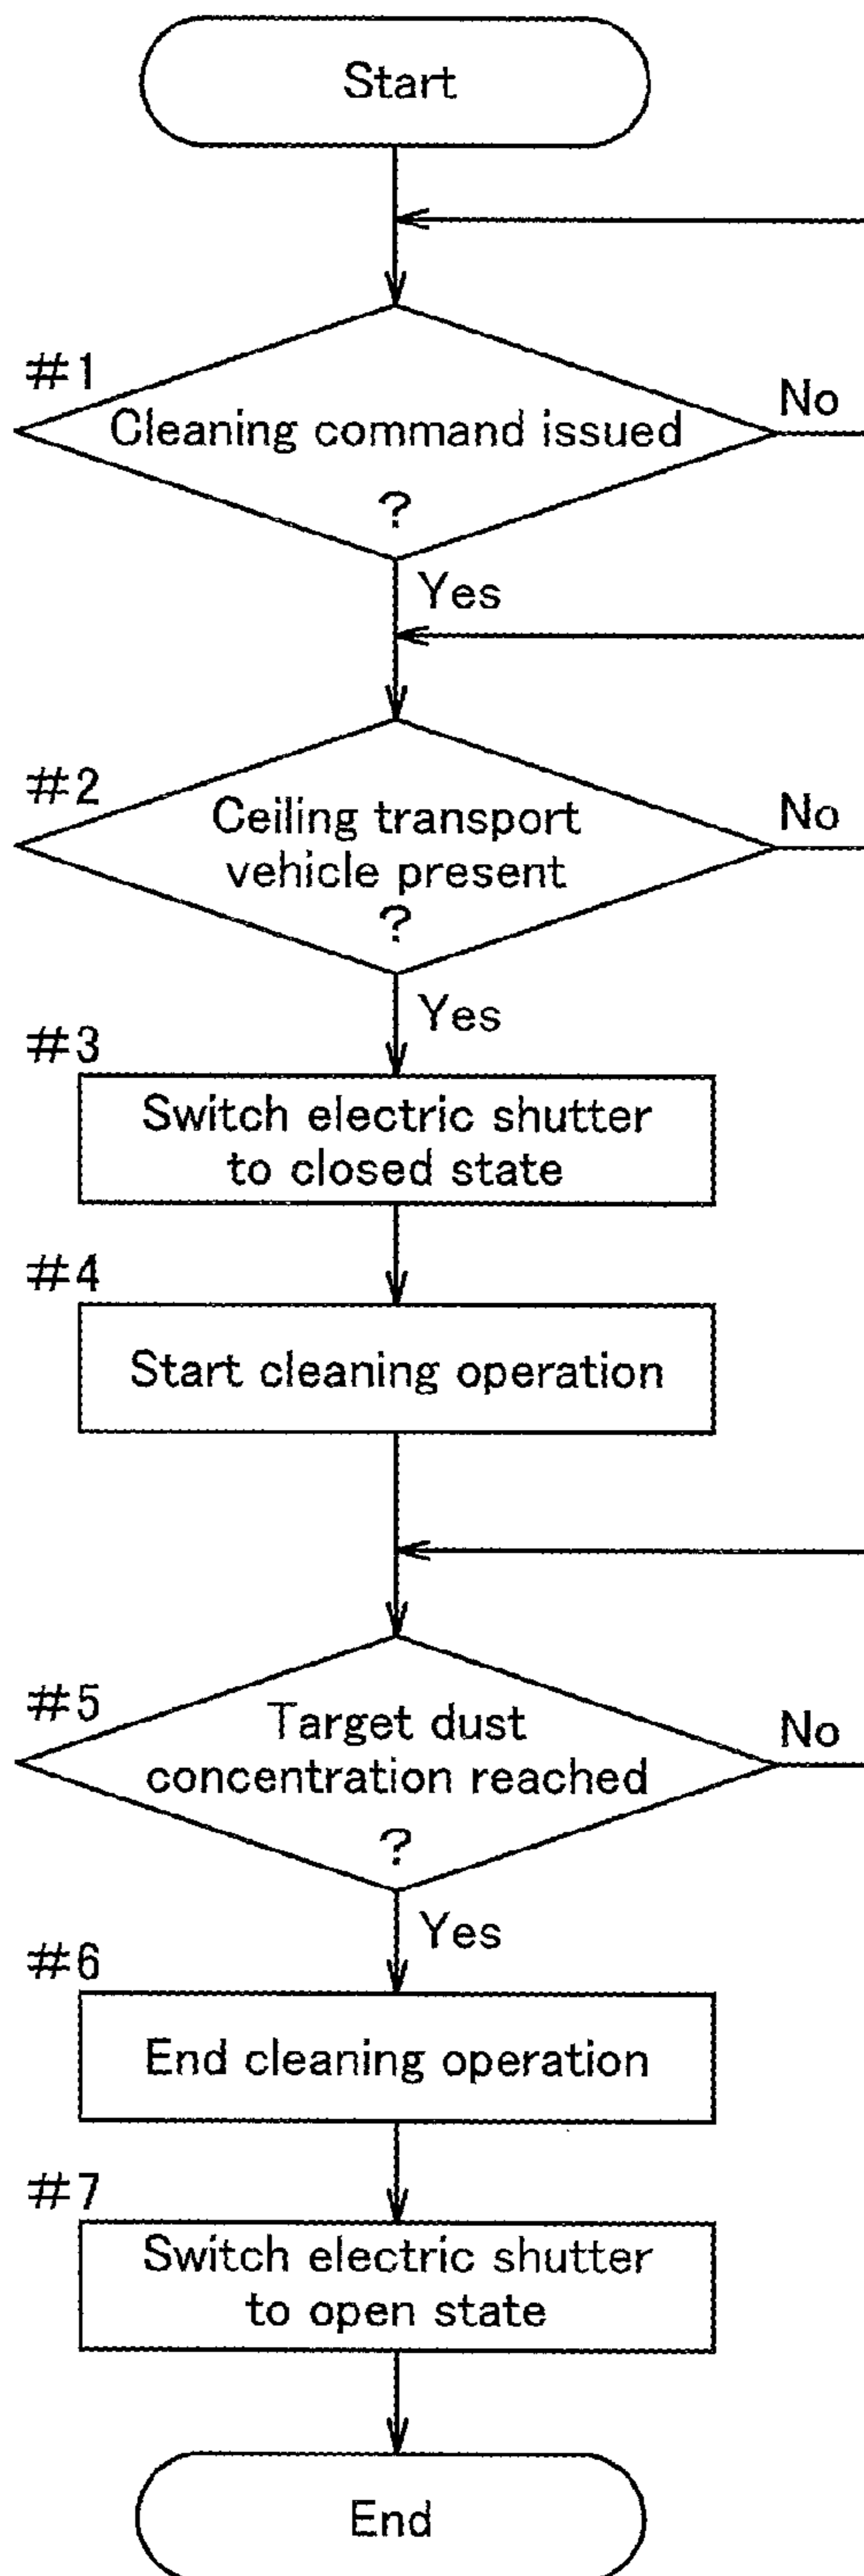 Start
#1
Cleaning command issued
?
No
Yes
#2
Ceiling transport
vehicle present
?
No
Yes
#3
Switch electric shutter
to closed state
#4
Start cleaning operation
#5
Target dust
concentration reached
?
No
Yes
#6
End cleaning operation
#7
Switch electric shutter
to open state
End